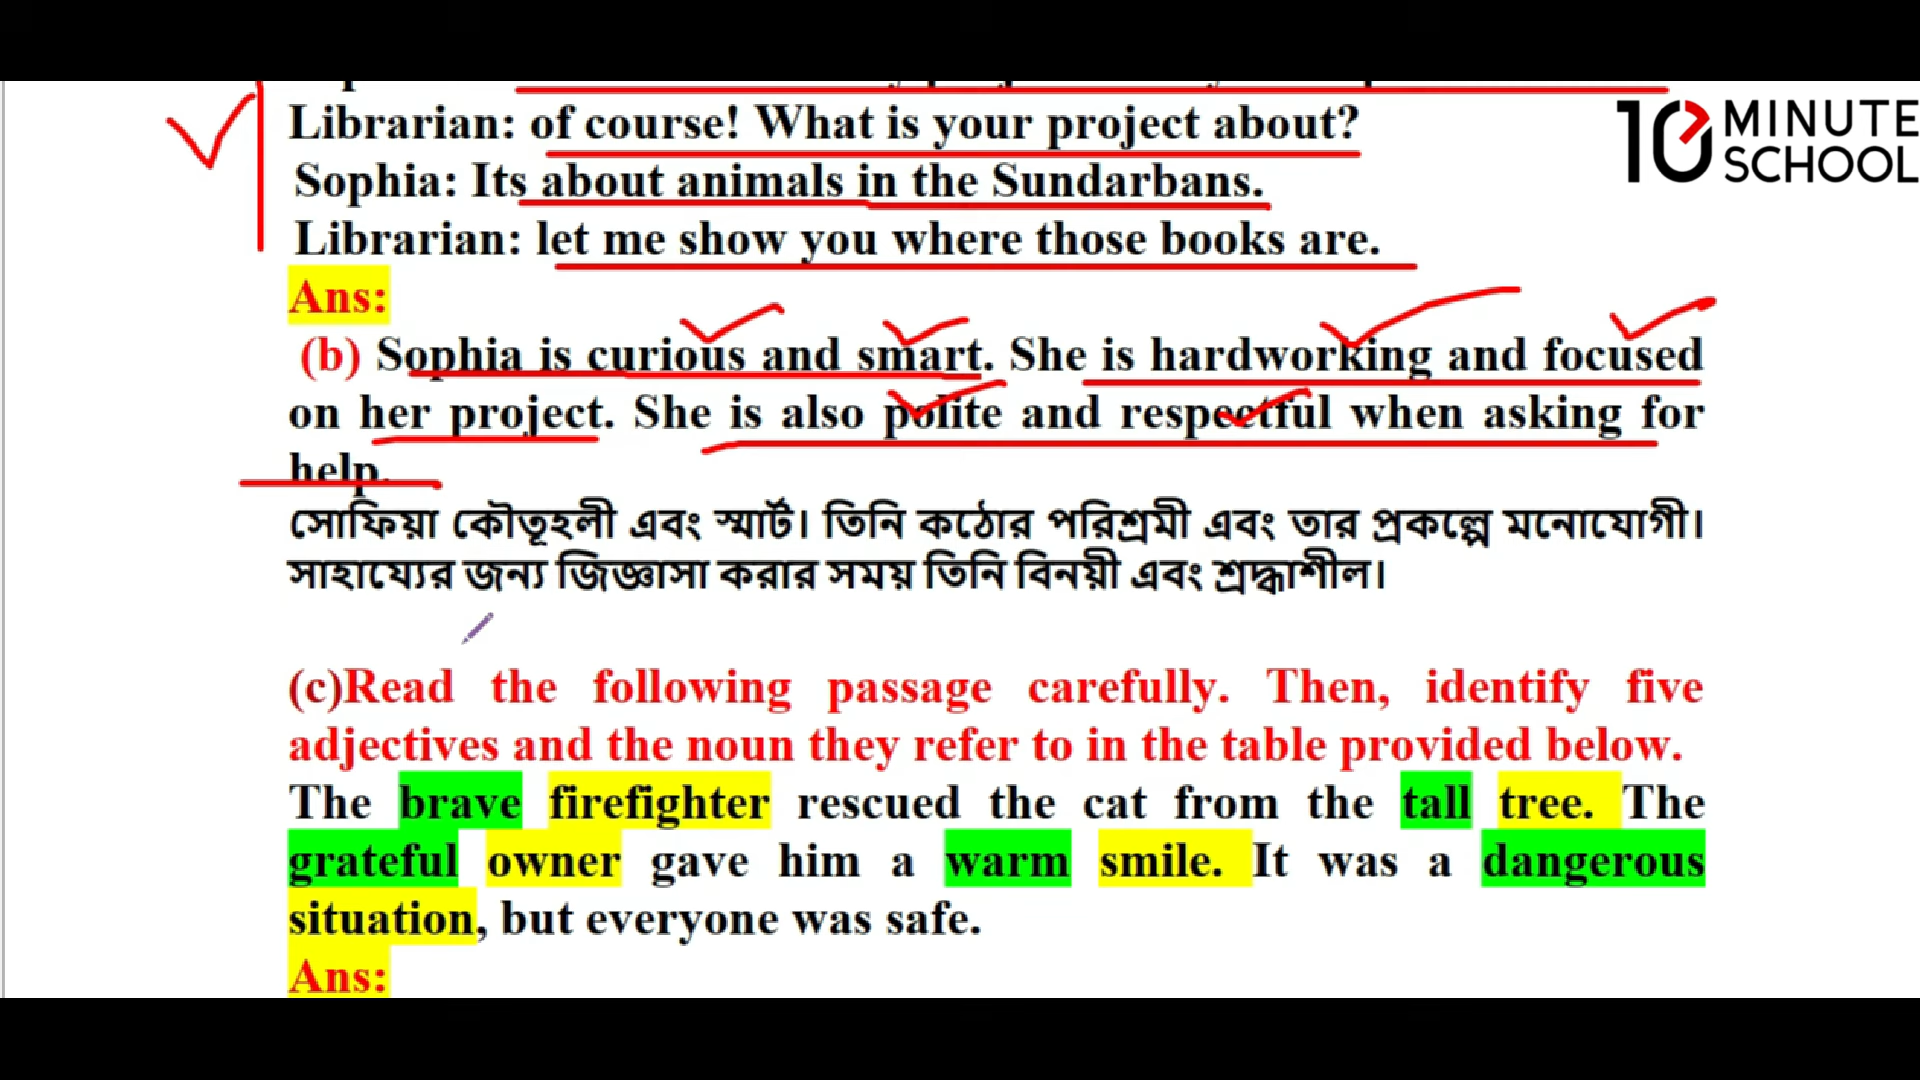 Librarian: of course! What is your project about?
Sophia: Its about animals in the Sundarbans.
Librarian: let me show you where those books are.
Ans:
(b) Sophia is curious and smart. She is hardworking and focused
on her project. She is also polite and respectful when asking for
help.
সোফিয়া কৌতূহলী এবং স্মার্ট। তিনি কঠোর পরিশ্রমী এবং তার প্রকল্পে মনোযোগী।
সাহায্যের জন্য জিজ্ঞাসা করার সময় তিনি বিনয়ী এবং শ্রদ্ধাশীল।
(c)Read the following passage carefully. Then, identify five
adjectives and the noun they refer to in the table provided below.
The brave firefighter rescued the cat from the tall tree. The
grateful owner gave him a warm smile. It was a dangerous
situation, but everyone was safe.
Ans:
10 MINUTE
SCHOOL